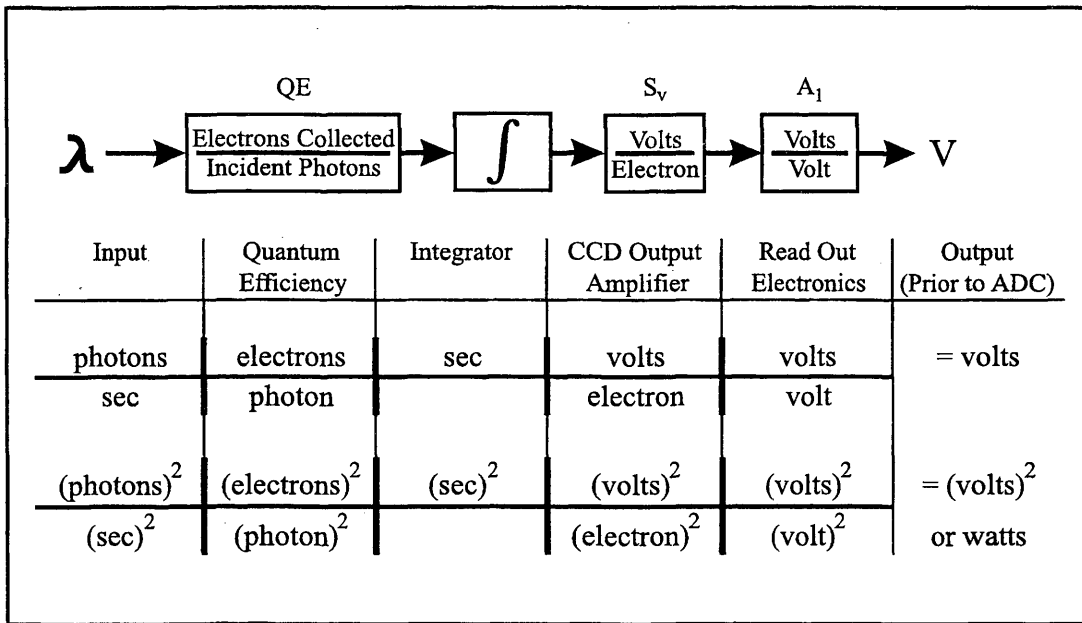 QE S_v A_1
λ Electrons Collected / Incident Photons ∫ Volts / Electron Volts / Volt V
Input Quantum Efficiency Integrator CCD Output Amplifier Read Out Electronics Output (Prior to ADC)
photons electrons sec volts volts = volts
sec photon electron volt
(photons)^2 (electrons)^2 (sec)^2 (volts)^2 (volts)^2 = (volts)^2
(sec)^2 (photon)^2 (electron)^2 (volt)^2 or watts